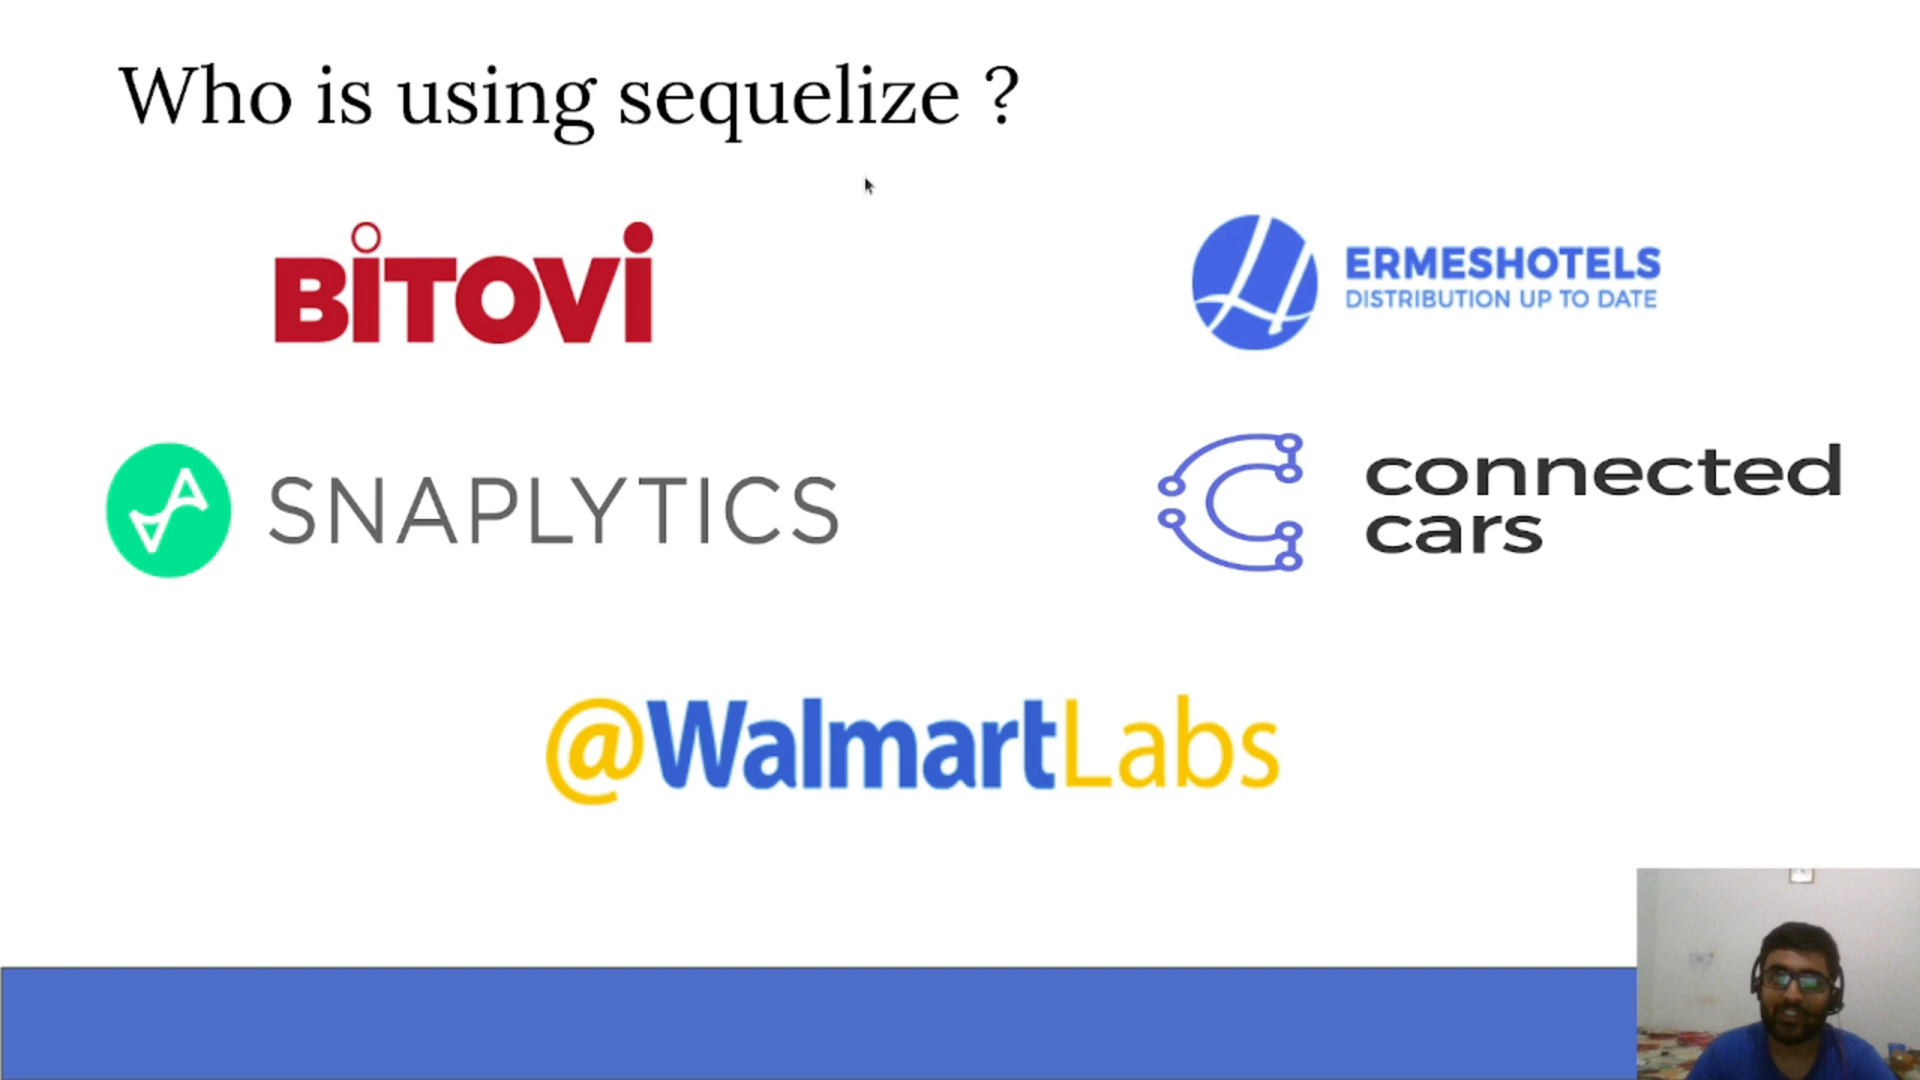 Who is using sequelize ?
BiTOVi
ERMESHOTELS
DISTRIBUTION UP TO DATE
SNAPLYTICS
connected
cars
@WalmartLabs